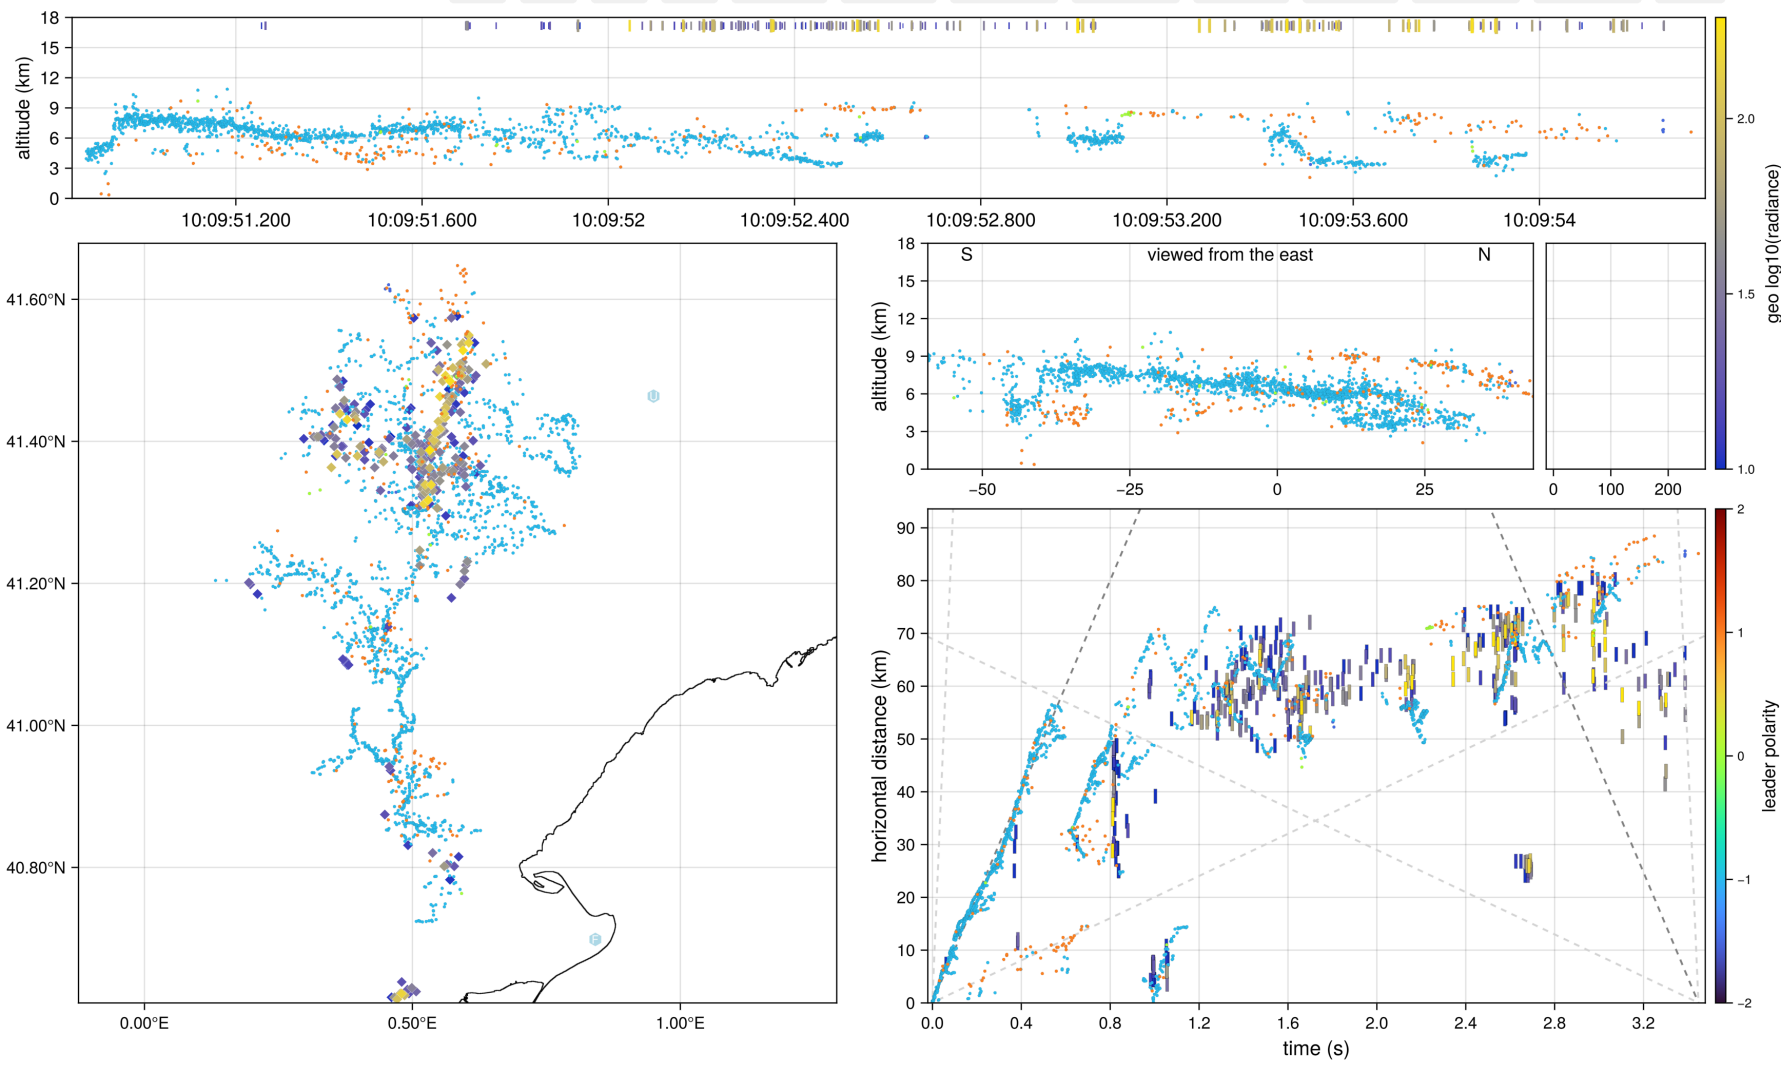 18
15
12
9
6
3
0
altitude (km)
10:09:51.200 10:09:51.600 10:09:52 10:09:52.400 10:09:52.800 10:09:53.200 10:09:53.600 10:09:54
2.0
1.5
1.0
geo log10(radiance)
41.60°N
41.40°N
41.20°N
41.00°N
40.80°N
0.00°E 0.50°E 1.00°E
U
F
S viewed from the east N
18
15
12
9
6
3
0
altitude (km)
−50 −25 0 25
0 100 200
90
80
70
60
50
40
30
20
10
0
horizontal distance (km)
0.0 0.4 0.8 1.2 1.6 2.0 2.4 2.8 3.2
time (s)
2
1
0
−1
−2
leader polarity